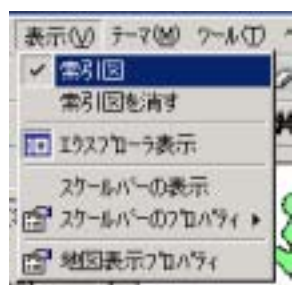 表示(V) テーマ(M) ツール(T)
索引図
索引図を消す
エクスプローラ表示
スケールバーの表示
スケールバーのプロパティ
地図表示プロパティ